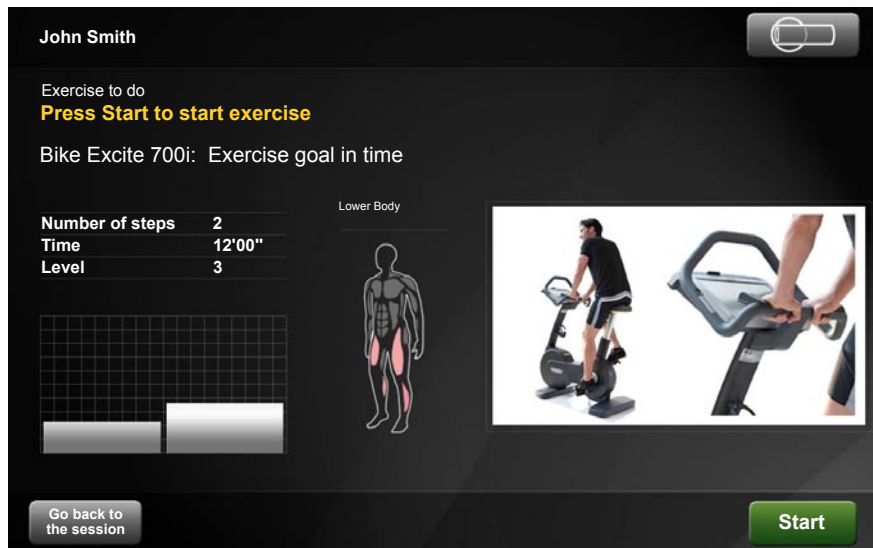 John Smith
Exercise to do
Press Start to start exercise
Bike Excite 700i: Exercise goal in time
Number of steps 2
Time 12'00"
Level 3
Lower Body
Go back to
the session
Start